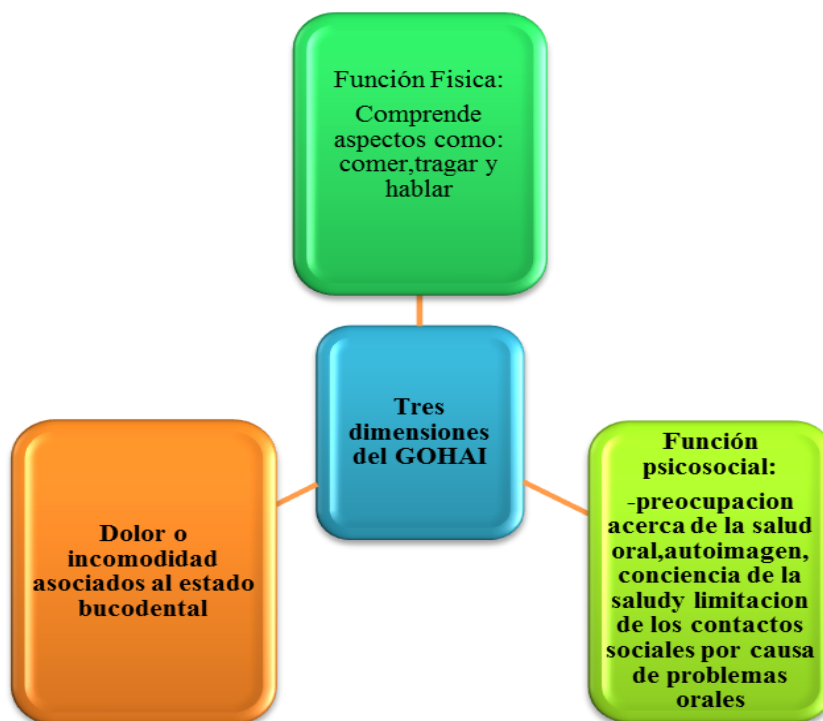 Función Fisica:
Comprende
aspectos como:
comer,tragar y
hablar
Tres
dimensiones
del GOHAI
Dolor o
incomodidad
asociados al estado
bucodental
Función
psicosocial:
-preocupacion
acerca de la salud
oral,autoimagen,
conciencia de la
saludy limitacion
de los contactos
sociales por causa
de problemas
orales